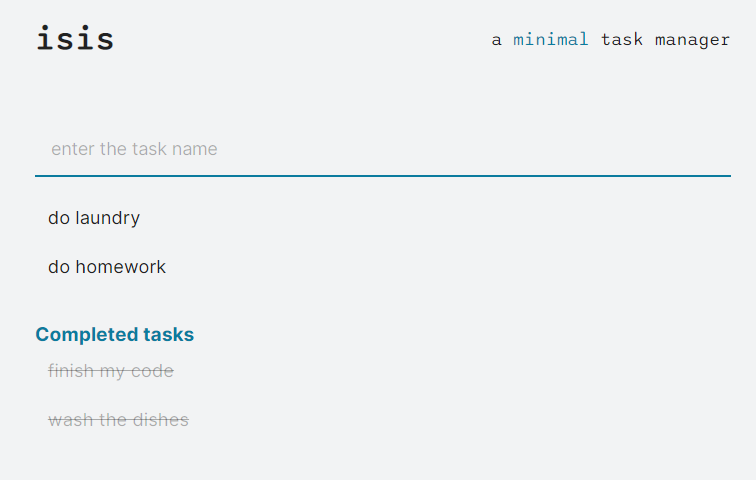 isis
a minimal task manager
enter the task name
do laundry
do homework
Completed tasks
finish my code
wash the dishes